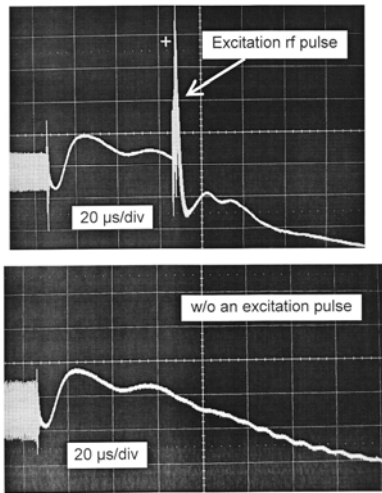 Excitation rf pulse
20 µs/div
w/o an excitation pulse
20 µs/div